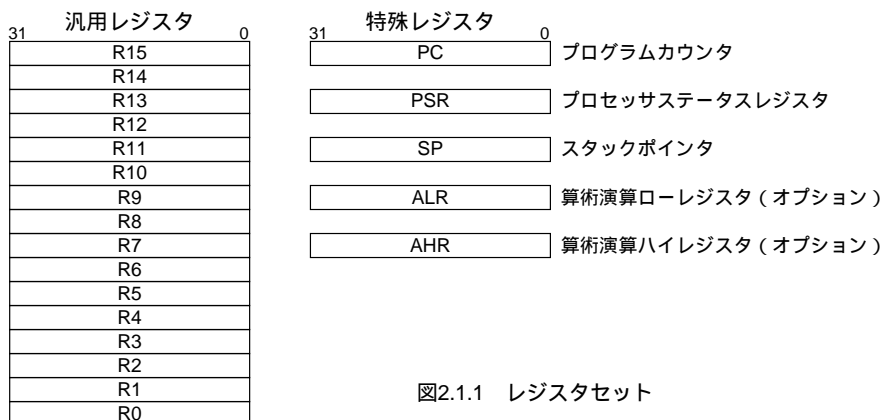 汎用レジスタ
31 0
R15
R14
R13
R12
R11
R10
R9
R8
R7
R6
R5
R4
R3
R2
R1
R0
特殊レジスタ
31 0
PC プログラムカウンタ
PSR プロセッサステータスレジスタ
SP スタックポインタ
ALR 算術演算ローレジスタ(オプション)
AHR 算術演算ハイレジスタ(オプション)
図2.1.1 レジスタセット